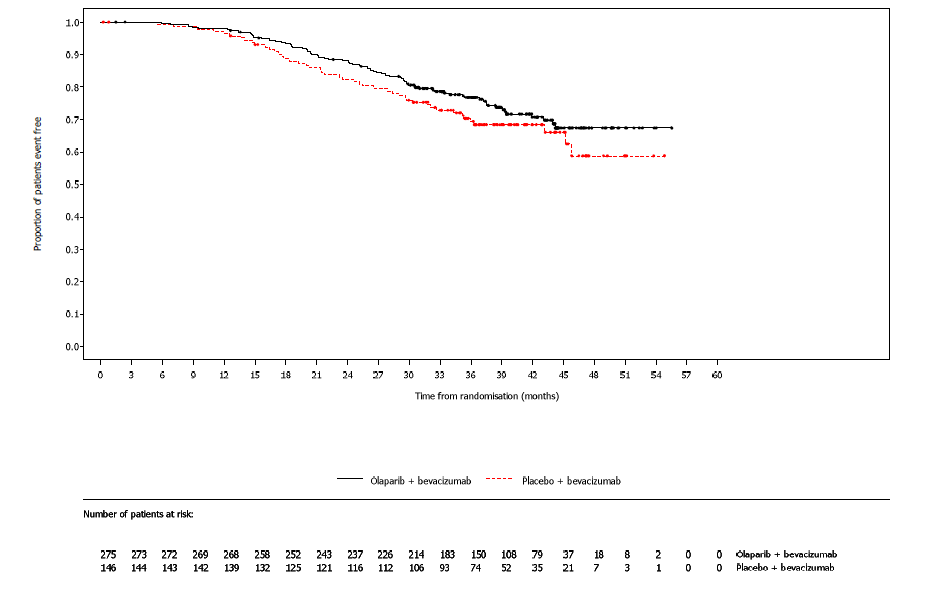 Proportion of patients event free
1.0
0.9
0.8
0.7
0.6
0.5
0.4
0.3
0.2
0.1
0.0
0 3 6 9 12 15 18 21 24 27 30 33 36 39 42 45 48 51 54 57 60
Time from randomisation (months)
Olaparib + bevacizumab Placebo + bevacizumab
Number of patients at risk:
275 273 272 269 268 258 252 243 237 226 214 183 150 108 79 37 18 8 2 0 0 Olaparib + bevacizumab
146 144 143 142 139 132 125 121 116 112 106 93 74 52 35 21 7 3 1 0 0 Placebo + bevacizumab